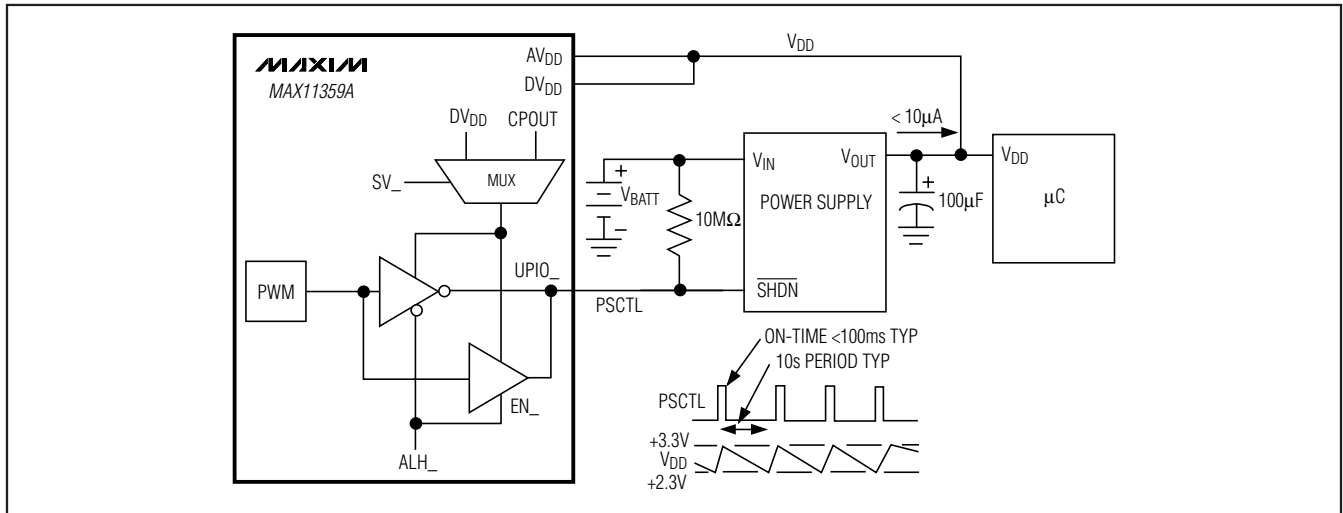 MAXIM
MAX11359A
AVDD
DVDD
VDD
DVDD
CPOUT
SV_
MUX
PWM
UPIO_
EN_
ALH_
PSCTL
+
VBATT
−
10MΩ
VIN
VOUT
POWER SUPPLY
SHDN
< 10µA
+
100µF
VDD
µC
ON-TIME <100ms TYP
10s PERIOD TYP
PSCTL
+3.3V
VDD
+2.3V